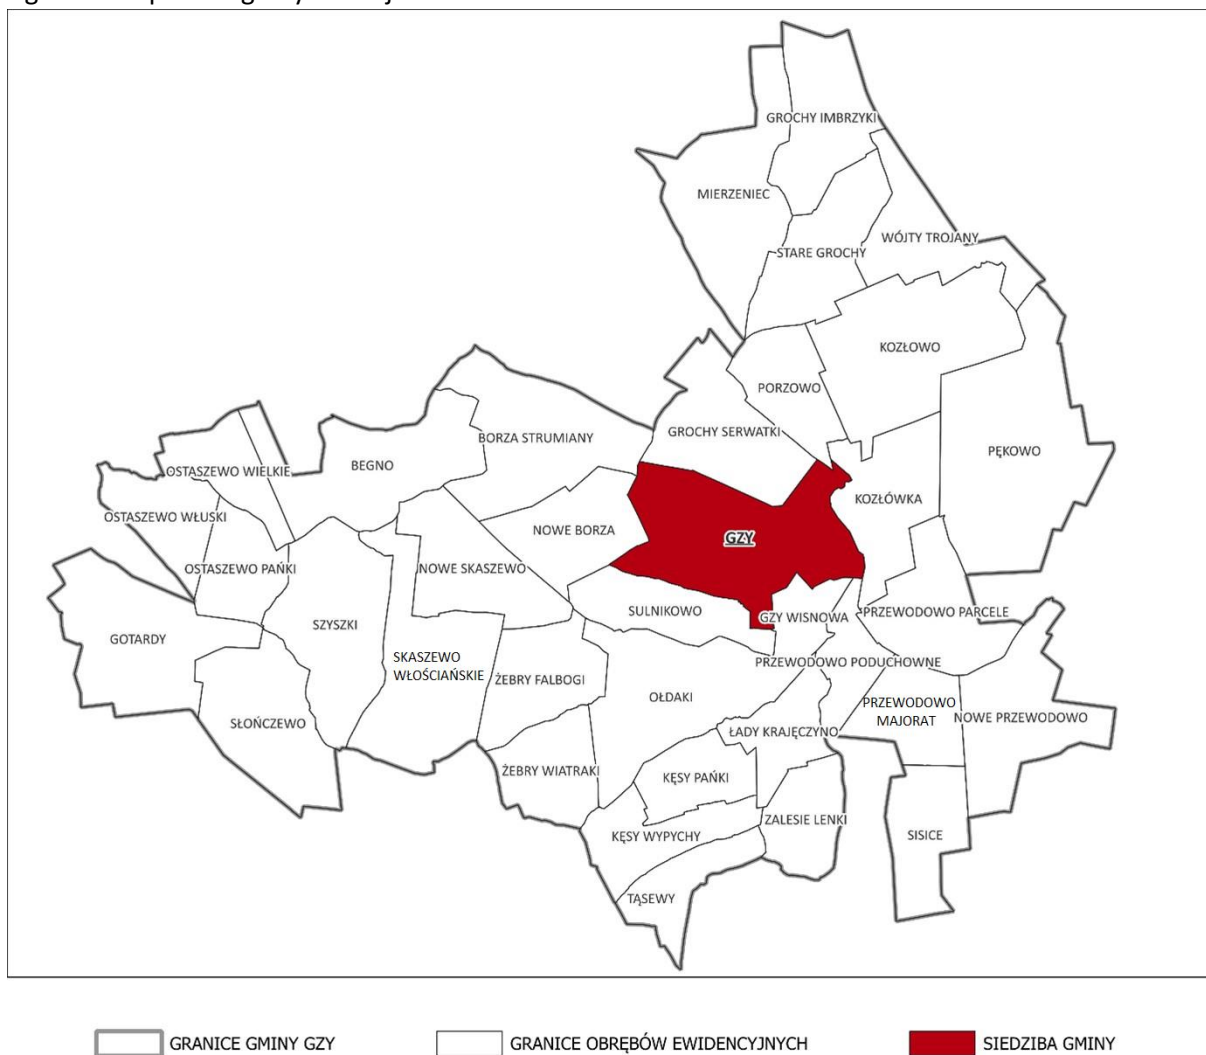 GROCHY IMBRZYKI
MIERZENIEC
WÓJTY TROJANY
STARE GROCHY
KOZŁOWO
PORZOWO
GROCHY SERWATKI
BORZA STRUMIANY
PĘKOWO
BEGNO
OSTASZEWO WIELKIE
KOZŁÓWKA
OSTASZEWO WŁUSKI
NOWE BORZA
GZY
OSTASZEWO PAŃKI
NOWE SKASZEWO
SULNIKOWO
GZY WISNOWA
PRZEWODOWO PARCELE
SZYSZKI
GOTARDY
SKASZEWO
WŁOŚCIAŃSKIE
PRZEWODOWO PODUCHOWNE
ŻEBRY FALBOGI
OŁDAKI
PRZEWODOWO
MAJORAT
NOWE PRZEWODOWO
SŁOŃCZEWO
ŁADY KRAJĘCZYNO
ŻEBRY WIATRAKI
KĘSY PAŃKI
ZALESIE LENKI
KĘSY WYPYCHY
SISICE
TĄSEWY
GRANICE GMINY GZY
GRANICE OBRĘBÓW EWIDENCYJNYCH
SIEDZIBA GMINY